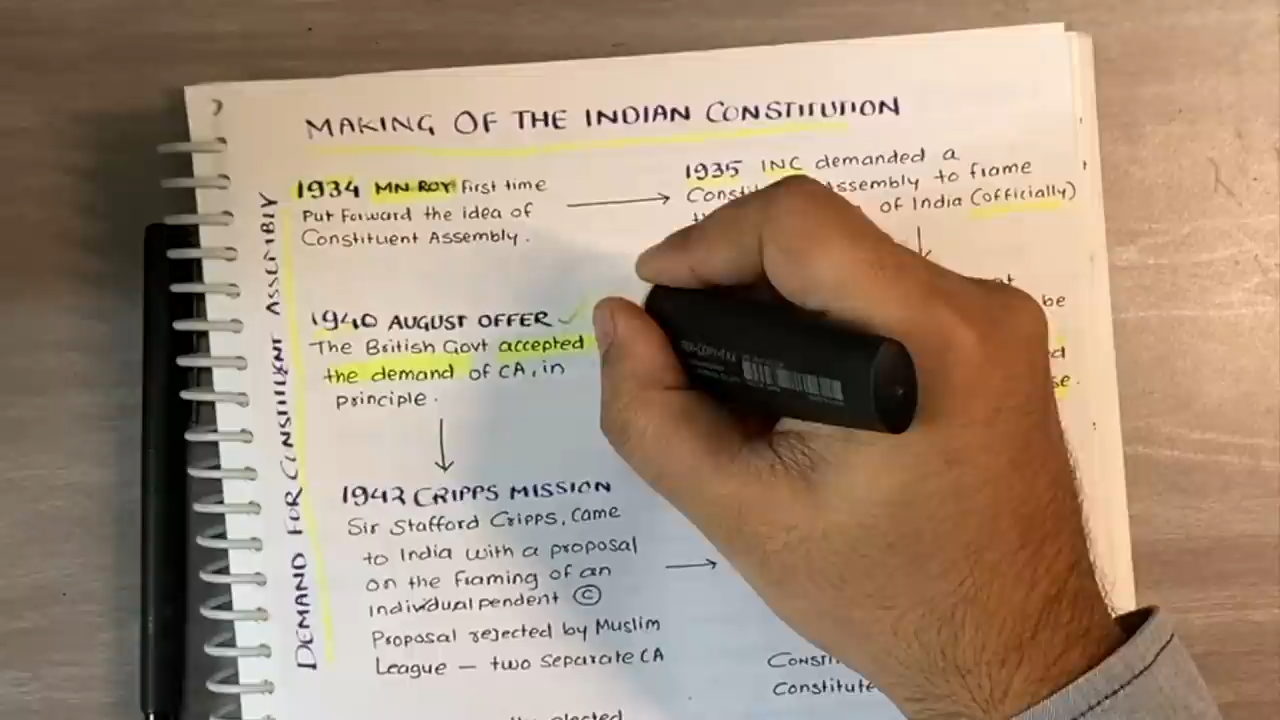 MAKING OF THE INDIAN CONSTITUTION
DEMAND FOR CONSTITUENT ASSEMBLY
1934 MN ROY first time
Put forward the idea of
Constituent Assembly.
1935 INC demanded a
Assembly to frame
of India (officially)
be
1940 AUGUST OFFER
The British Govt accepted
the demand of CA, in
principle.
1942 CRIPPS MISSION
Sir Stafford Cripps, came
to India with a proposal
on the framing of an
individualpendent ©
Proposal rejected by Muslim
League — two separate CA